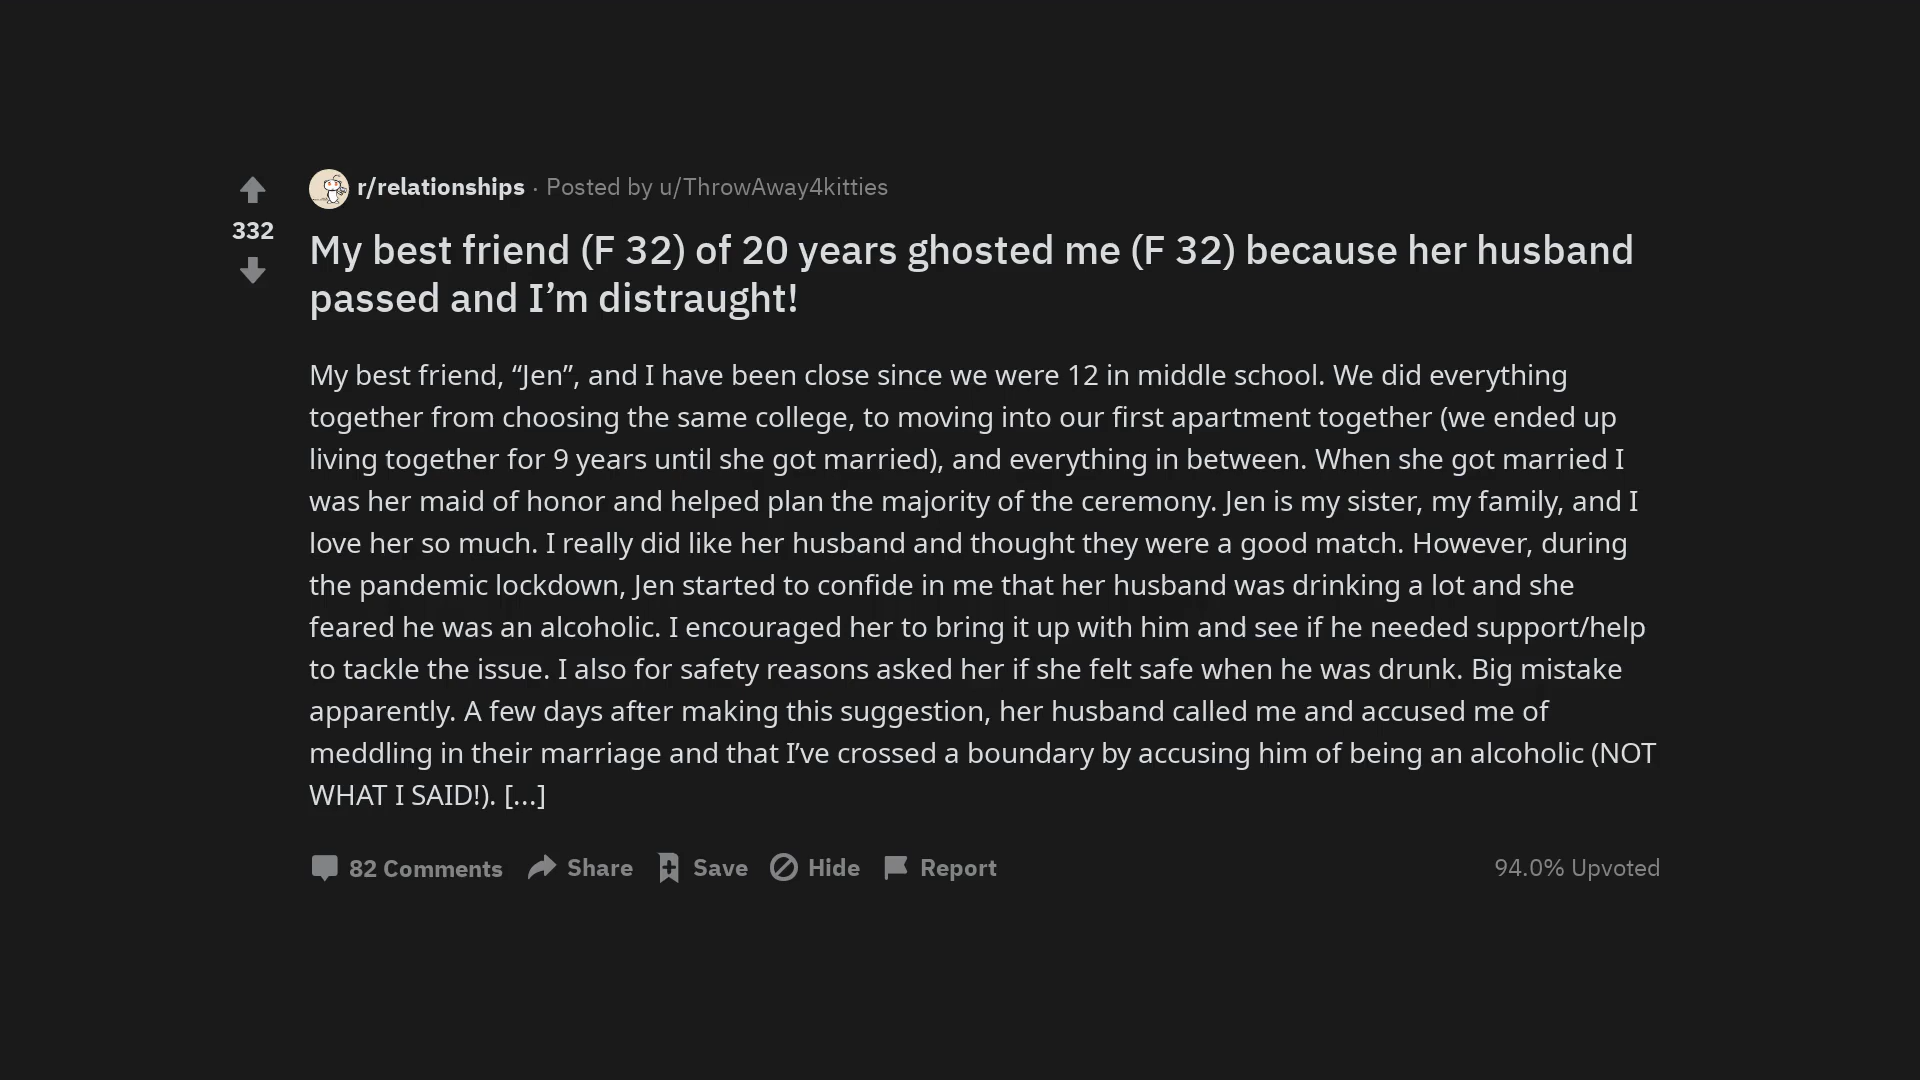 r/relationships · Posted by u/ThrowAway4kitties
332
My best friend (F 32) of 20 years ghosted me (F 32) because her husband
passed and I’m distraught!
My best friend, “Jen”, and I have been close since we were 12 in middle school. We did everything
together from choosing the same college, to moving into our first apartment together (we ended up
living together for 9 years until she got married), and everything in between. When she got married I
was her maid of honor and helped plan the majority of the ceremony. Jen is my sister, my family, and I
love her so much. I really did like her husband and thought they were a good match. However, during
the pandemic lockdown, Jen started to confide in me that her husband was drinking a lot and she
feared he was an alcoholic. I encouraged her to bring it up with him and see if he needed support/help
to tackle the issue. I also for safety reasons asked her if she felt safe when he was drunk. Big mistake
apparently. A few days after making this suggestion, her husband called me and accused me of
meddling in their marriage and that I’ve crossed a boundary by accusing him of being an alcoholic (NOT
WHAT I SAID!). [...]
82 Comments Share Save Hide Report 94.0% Upvoted